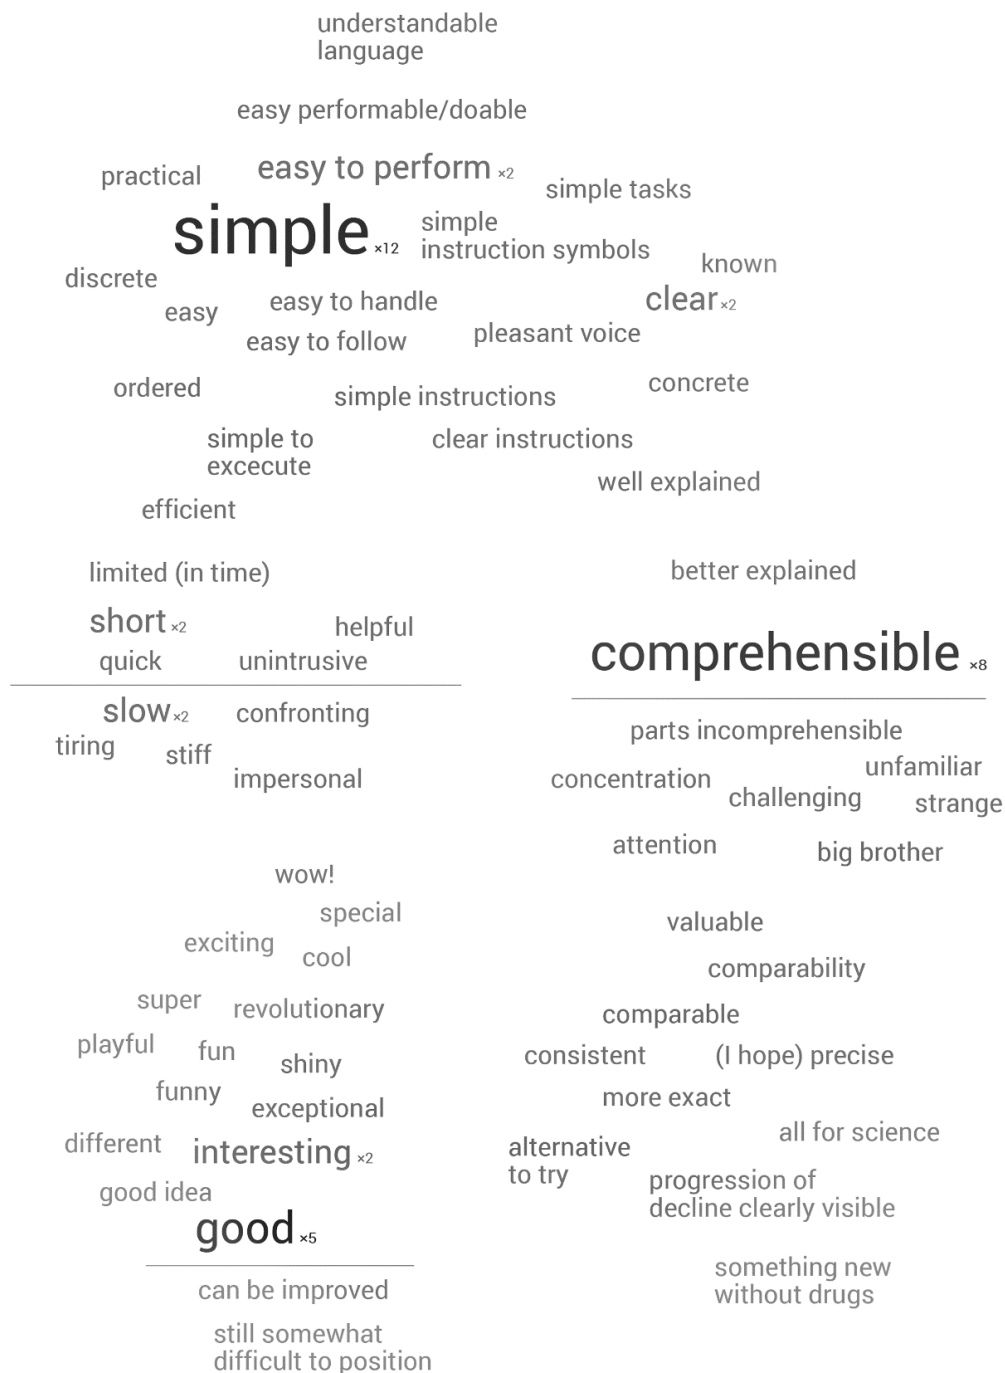 understandable
language
easy performable/doable
practical
easy to perform ×2
simple tasks
simple ×12
simple
instruction symbols
known
discrete
easy
easy to handle
clear ×2
easy to follow
pleasant voice
ordered
simple instructions
concrete
simple to
excecute
clear instructions
well explained
efficient
limited (in time)
better explained
short ×2
helpful
quick
unintrusive
comprehensible ×8
slow ×2
confronting
tiring
stiff
impersonal
parts incomprehensible
unfamiliar
concentration
challenging
strange
attention
big brother
wow!
special
exciting
cool
super
revolutionary
playful
fun
shiny
funny
exceptional
different
interesting ×2
good idea
good ×5
can be improved
still somewhat
difficult to position
valuable
comparability
comparable
consistent
(I hope) precise
more exact
all for science
alternative
to try
progression of
decline clearly visible
something new
without drugs